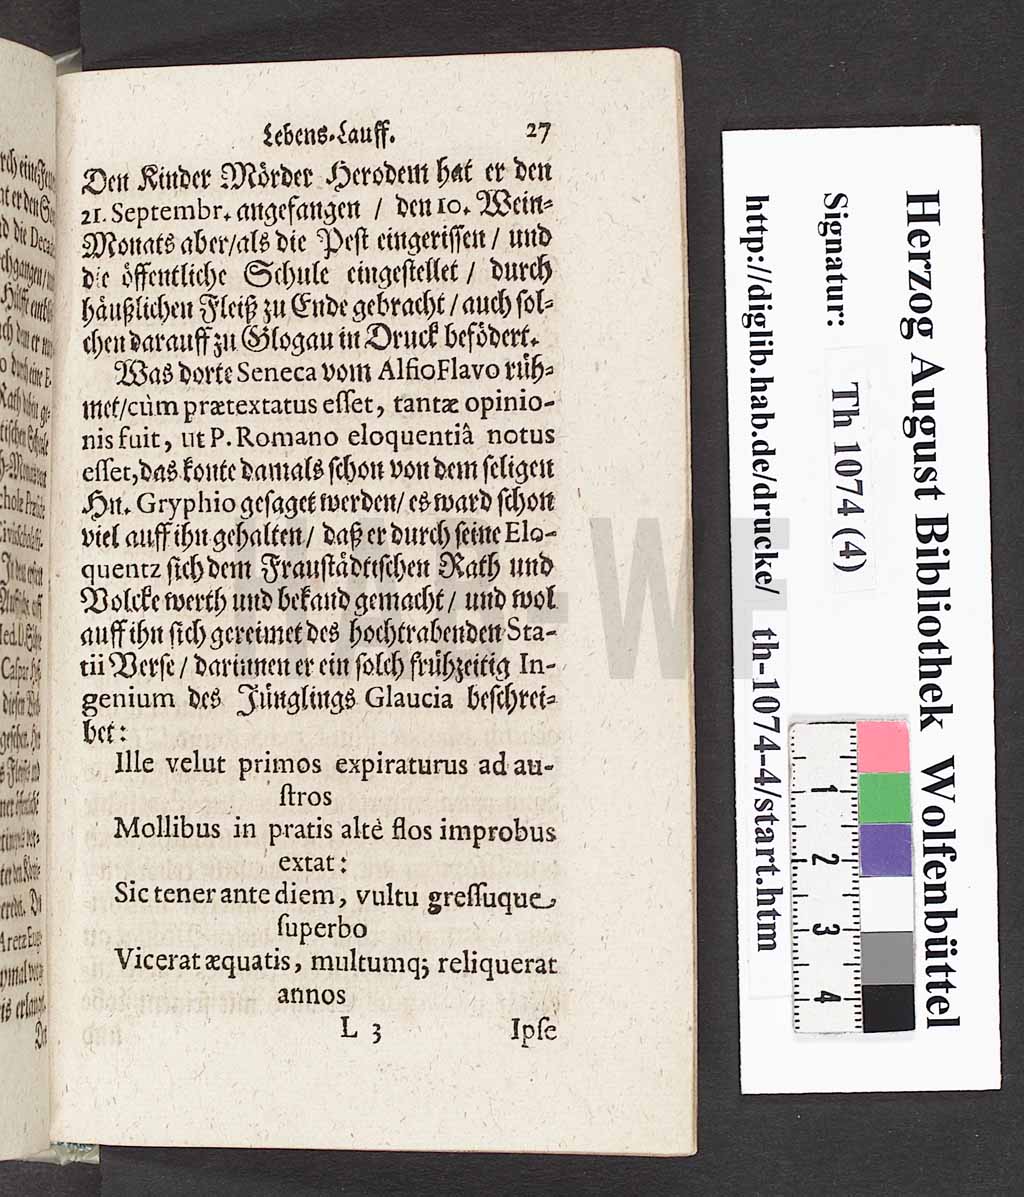 Lebens-Lauff. 27
Den Kinder Mörder Herodem hat er den
21. Septembr. angefangen / den 10. Wein-
Monats aber/als die Pest eingerissen / und
die öffentliche Schule eingestellet / durch
häußlichen Fleiß zu Ende gebracht / auch sol-
chen darauff zu Glogau in Druck befödert.
Was dorte Seneca vom Alfio Flavo rüh-
met/cùm prætextatus eſſet, tantæ opinio-
nis fuit, ut P. Romano eloquentiâ notus
eſſet, das konte damals schon von dem seligen
Hn. Gryphio gesaget werden/ es ward schon
viel auff ihn gehalten / daß er durch seine Elo-
quentz sich dem Fraustädtischen Rath und
Volcke werth und bekand gemacht / und wol
auff ihn sich gereimet des hochtrabenden Sta-
tii Verse / darinnen er ein solch frühzeitig In-
genium des Jünglings Glaucia beschrei-
bet:
Ille velut primos expiraturus ad au-
ſtros
Mollibus in pratis altè flos improbus
extat:
Sic tener ante diem, vultu greſſuque
ſuperbo
Vicerat æquatis, multumq; reliquerat
annos
L 3 Ipſe
Herzog August Bibliothek Wolfenbüttel
Signatur: Th 1074 (4)
http://diglib.hab.de/drucke/ th-1074-4/start.htm
1
2
3
4